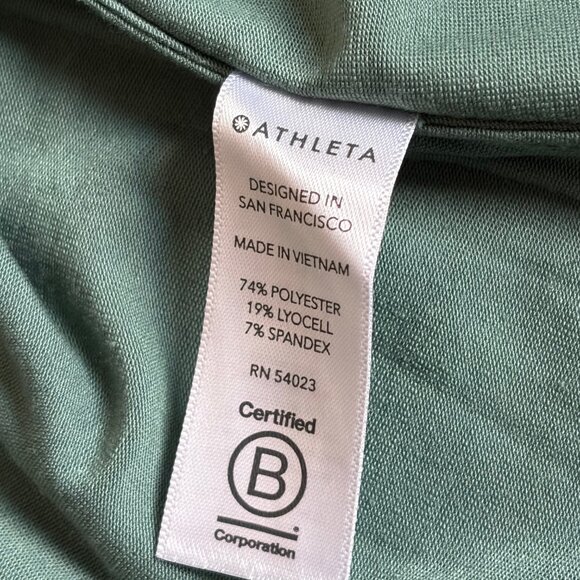 ATHLETA
DESIGNED IN
SAN FRANCISCO
MADE IN VIETNAM
74% POLYESTER
19% LYOCELL
7% SPANDEX
RN 54023
Certified
B
Corporation